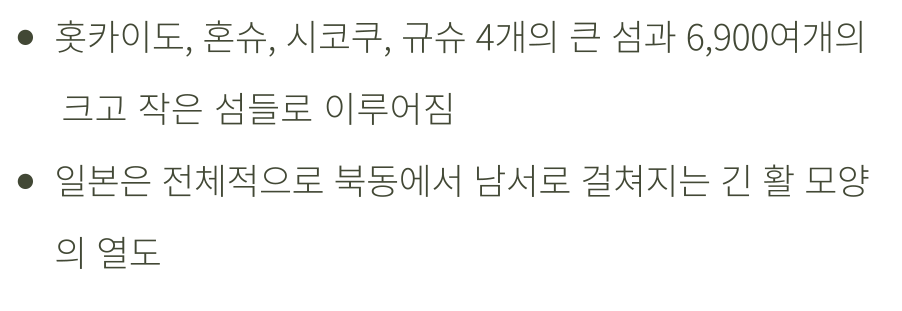 ● 홋카이도, 혼슈, 시코쿠, 규슈 4개의 큰 섬과 6,900여개의
크고 작은 섬들로 이루어짐
● 일본은 전체적으로 북동에서 남서로 걸쳐지는 긴 활 모양
의 열도